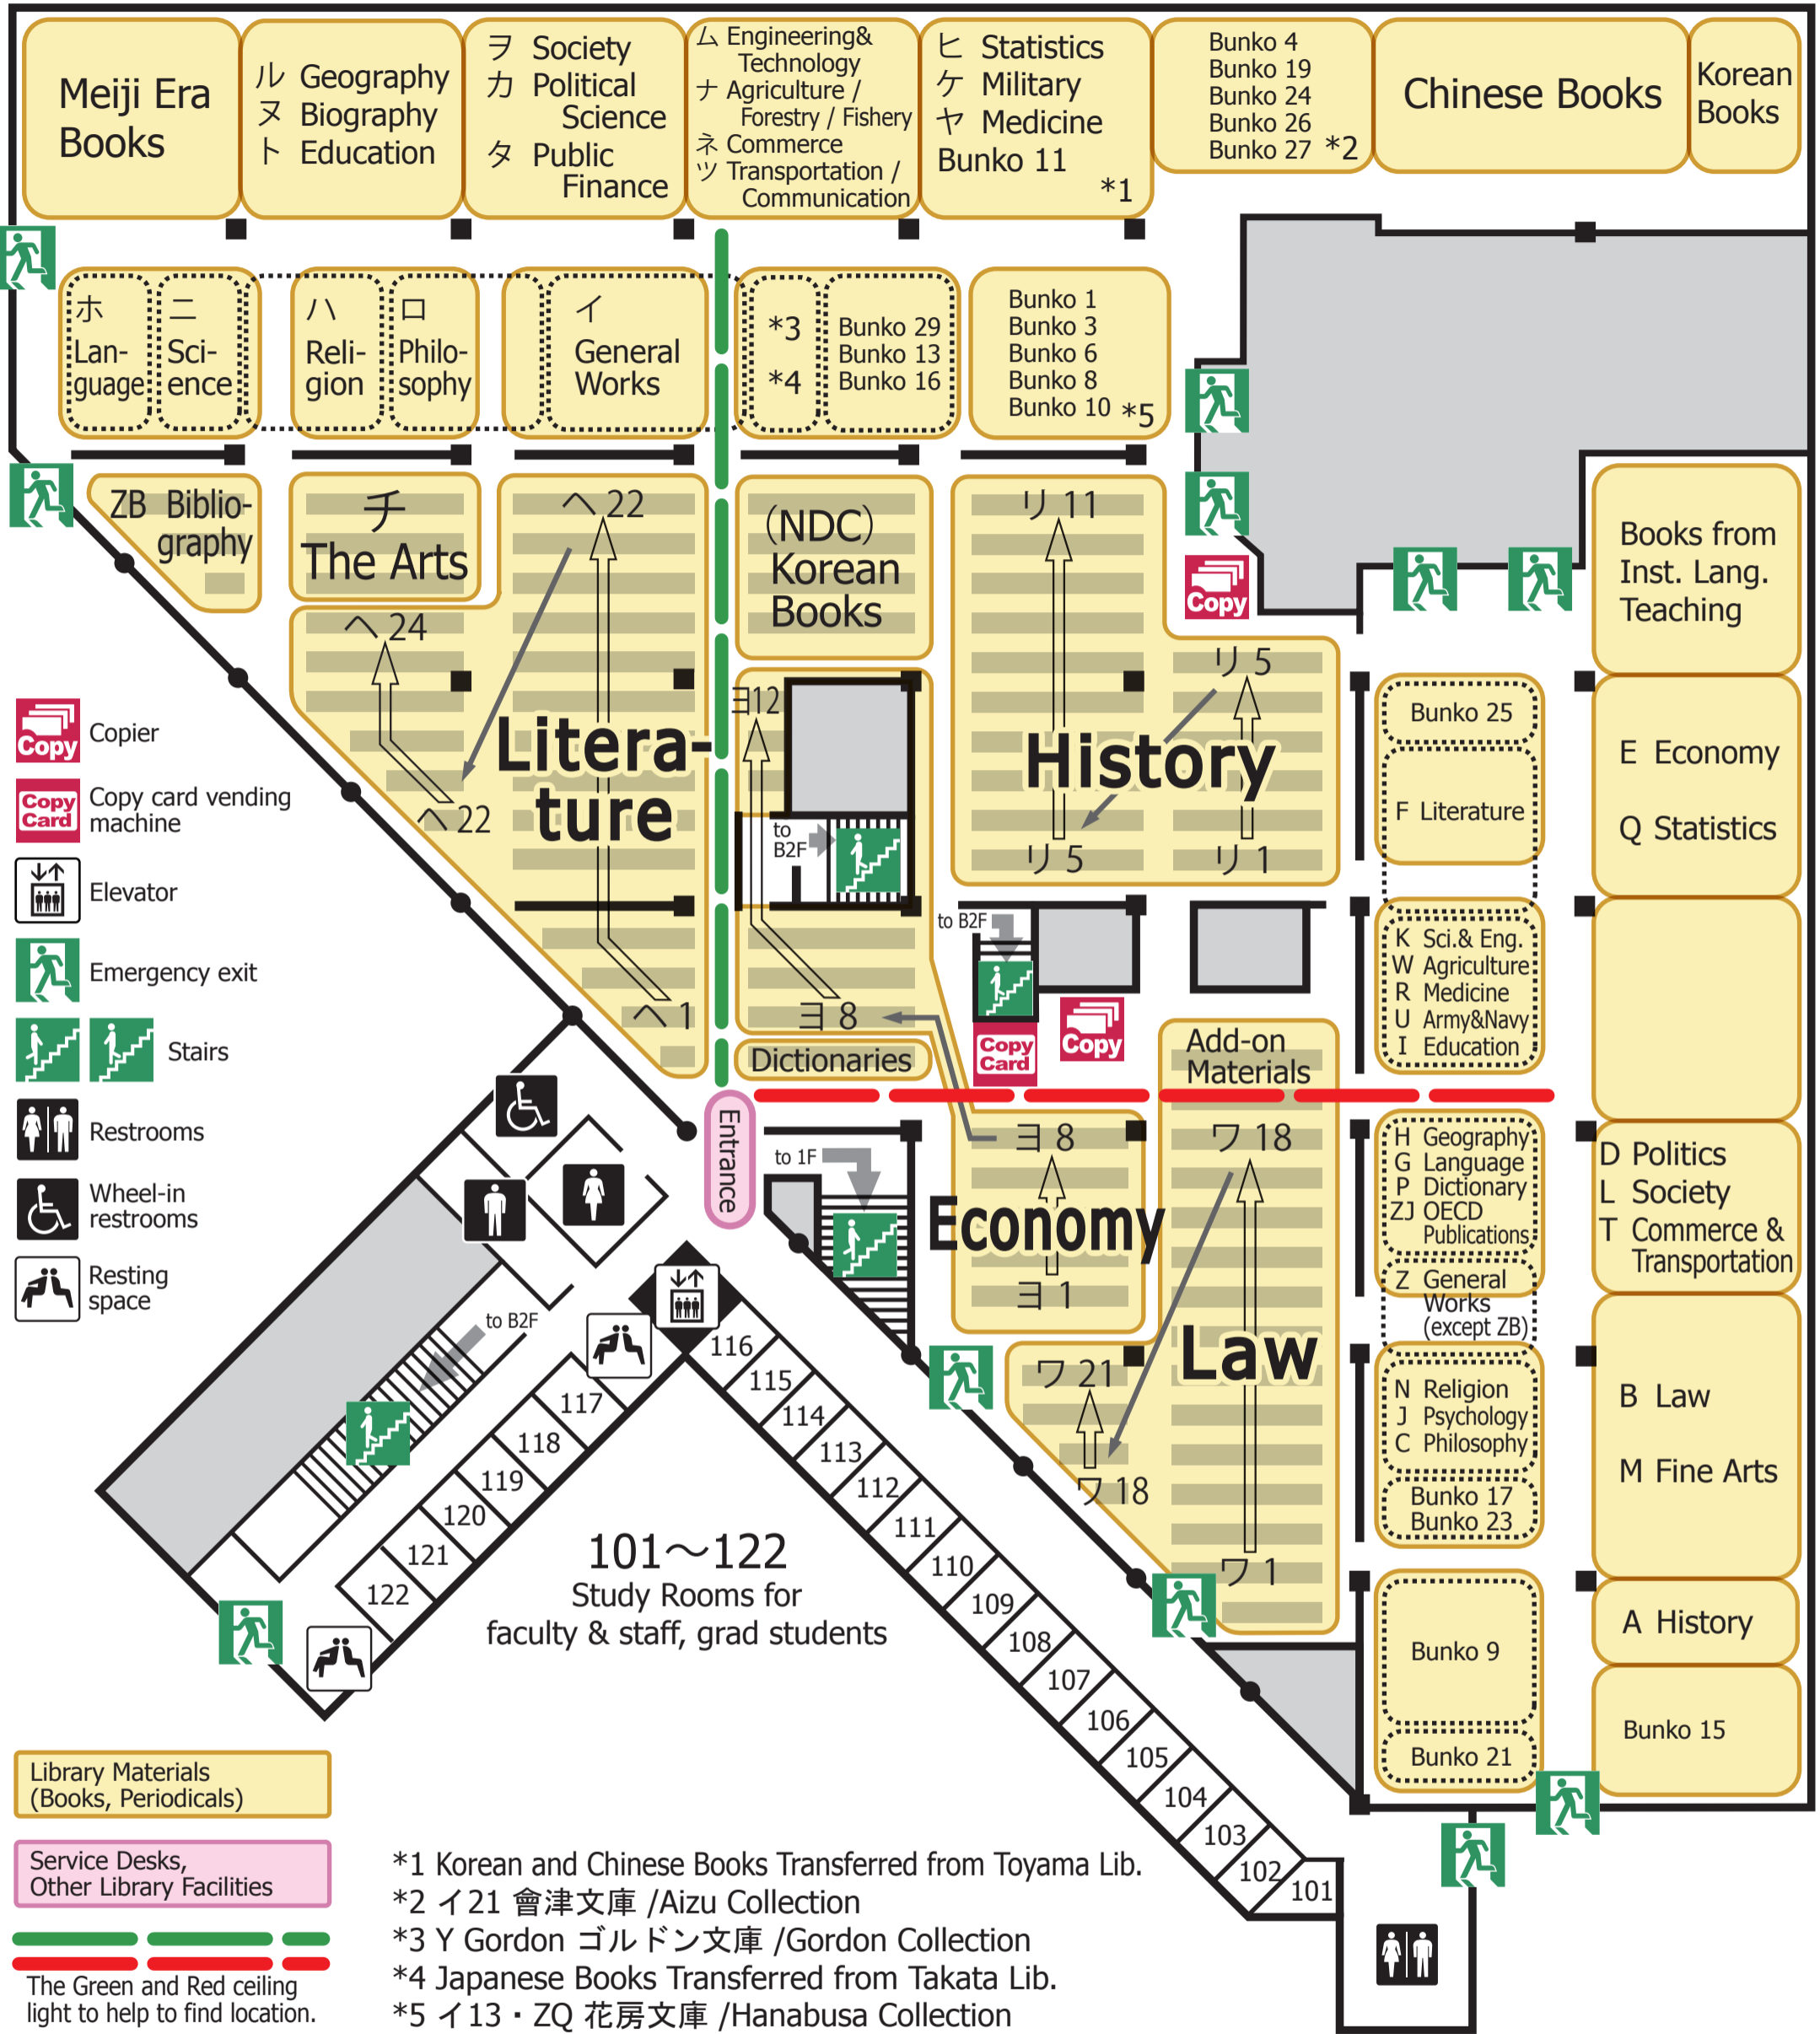 Meiji Era
Books
ル Geography
ヌ Biography
ト Education
ヲ Society
カ Political
Science
タ Public
Finance
ム Engineering&
Technology
ナ Agriculture /
Forestry / Fishery
ネ Commerce
ツ Transportation /
Communication
ヒ Statistics
ケ Military
ヤ Medicine
Bunko 11
*1
Bunko 4
Bunko 19
Bunko 24
Bunko 26
Bunko 27 *2
Chinese Books
Korean
Books
ホ
Lan-
guage
ニ
Sci-
ence
ハ
Reli-
gion
ロ
Philo-
sophy
イ
General
Works
*3
*4
Bunko 29
Bunko 13
Bunko 16
Bunko 1
Bunko 3
Bunko 6
Bunko 8
Bunko 10 *5
ZB Biblio-
graphy
チ
The Arts
ヘ 22
ヘ 24
ヘ 22
Litera-
ture
ヘ 1
(NDC)
Korean
Books
ヨ12
to
B2F
ヨ 8
Dictionaries
リ 11
リ 5
History
リ 5
リ 1
Copy
Books from
Inst. Lang.
Teaching
Bunko 25
F Literature
E Economy
Q Statistics
K Sci.& Eng.
W Agriculture
R Medicine
U Army&Navy
I Education
to B2F
Copy
Card
Copy
Add-on
Materials
Entrance
to 1F
ヨ 8
Economy
ヨ 1
ワ 18
Law
ワ 21
ワ 18
ワ 1
H Geography
G Language
P Dictionary
ZJ OECD
Publications
Z General
Works
(except ZB)
D Politics
L Society
T Commerce &
Transportation
N Religion
J Psychology
C Philosophy
Bunko 17
Bunko 23
B Law
M Fine Arts
Bunko 9
Bunko 21
A History
Bunko 15
Copy
Copier
Copy
Card
Copy card vending
machine
Elevator
Emergency exit
Stairs
Restrooms
Wheel-in
restrooms
Resting
space
to B2F
116
115
114
113
112
111
110
109
108
107
106
105
104
103
102
101
117
118
119
120
121
122
101～122
Study Rooms for
faculty & staff, grad students
Library Materials
(Books, Periodicals)
Service Desks,
Other Library Facilities
The Green and Red ceiling
light to help to find location.
*1 Korean and Chinese Books Transferred from Toyama Lib.
*2 イ21 會津文庫 /Aizu Collection
*3 Y Gordon ゴルドン文庫 /Gordon Collection
*4 Japanese Books Transferred from Takata Lib.
*5 イ13・ZQ 花房文庫 /Hanabusa Collection